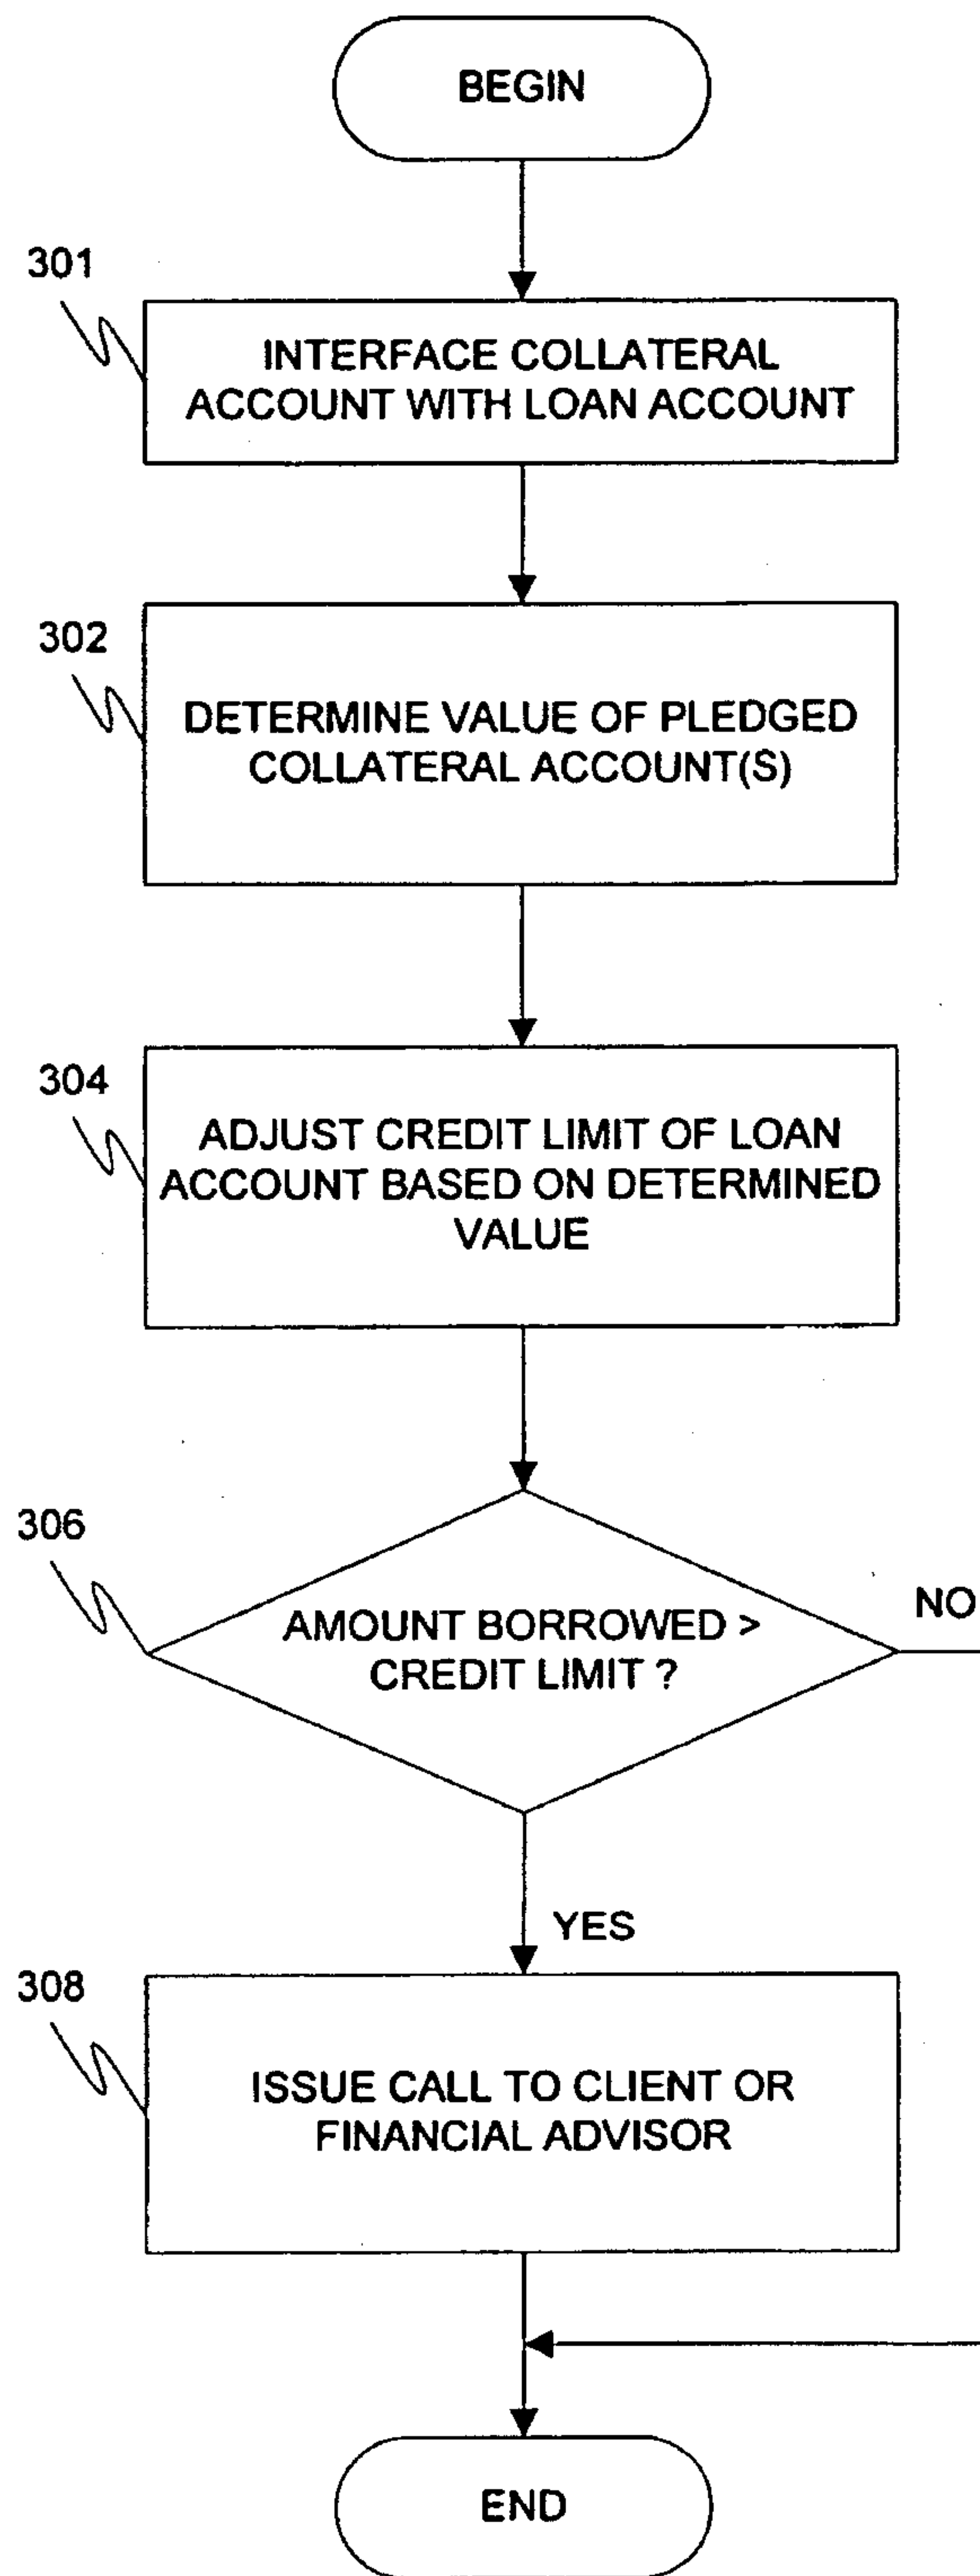 BEGIN
301
INTERFACE COLLATERAL
ACCOUNT WITH LOAN ACCOUNT
302
DETERMINE VALUE OF PLEDGED
COLLATERAL ACCOUNT(S)
304
ADJUST CREDIT LIMIT OF LOAN
ACCOUNT BASED ON DETERMINED
VALUE
306
AMOUNT BORROWED >
CREDIT LIMIT ?
NO
YES
308
ISSUE CALL TO CLIENT OR
FINANCIAL ADVISOR
END